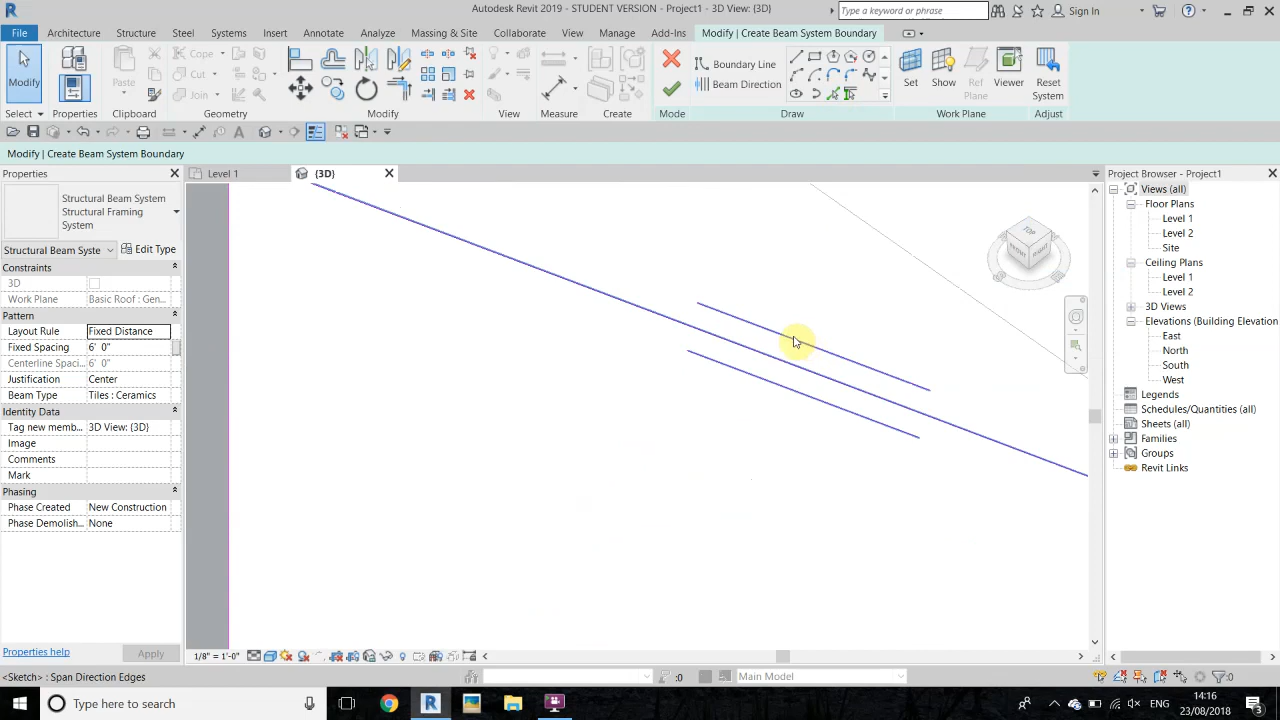 Autodesk Revit 2019 - STUDENT VERSION - Project1 - 3D View: {3D}
Type a keyword or phrase
Sign In
File Architecture Structure Steel Systems Insert Annotate Analyze Massing & Site Collaborate View Manage Add-Ins Modify | Create Beam System Boundary
Modify
Properties
Paste
Cope
Cut
Join
Boundary Line
Beam Direction
Set
Show
Ref Plane
Viewer
Reset System
Select Properties Clipboard Geometry Modify View Measure Create Mode Draw Work Plane Adjust
Modify | Create Beam System Boundary
Properties
Level 1
{3D}
Project Browser - Project1
Structural Beam System
Structural Framing
System
Structural Beam Syste
Edit Type
Constraints
3D
Work Plane Basic Roof : Gen...
Pattern
Layout Rule Fixed Distance
Fixed Spacing 6' 0"
Centerline Spaci... 6' 0"
Justification Center
Beam Type Tiles : Ceramics
Identity Data
Tag new memb... 3D View: {3D}
Image
Comments
Mark
Phasing
Phase Created New Construction
Phase Demolish... None
Properties help
Apply
TOP
FRONT
RIGHT
Views (all)
Floor Plans
Level 1
Level 2
Site
Ceiling Plans
Level 1
Level 2
3D Views
Elevations (Building Elevation
East
North
South
West
Legends
Schedules/Quantities (all)
Sheets (all)
Families
Groups
Revit Links
1/8" = 1'-0"
<Sketch> : Span Direction Edges
:0
Main Model
:0
Type here to search
ENG
14:16
23/08/2018